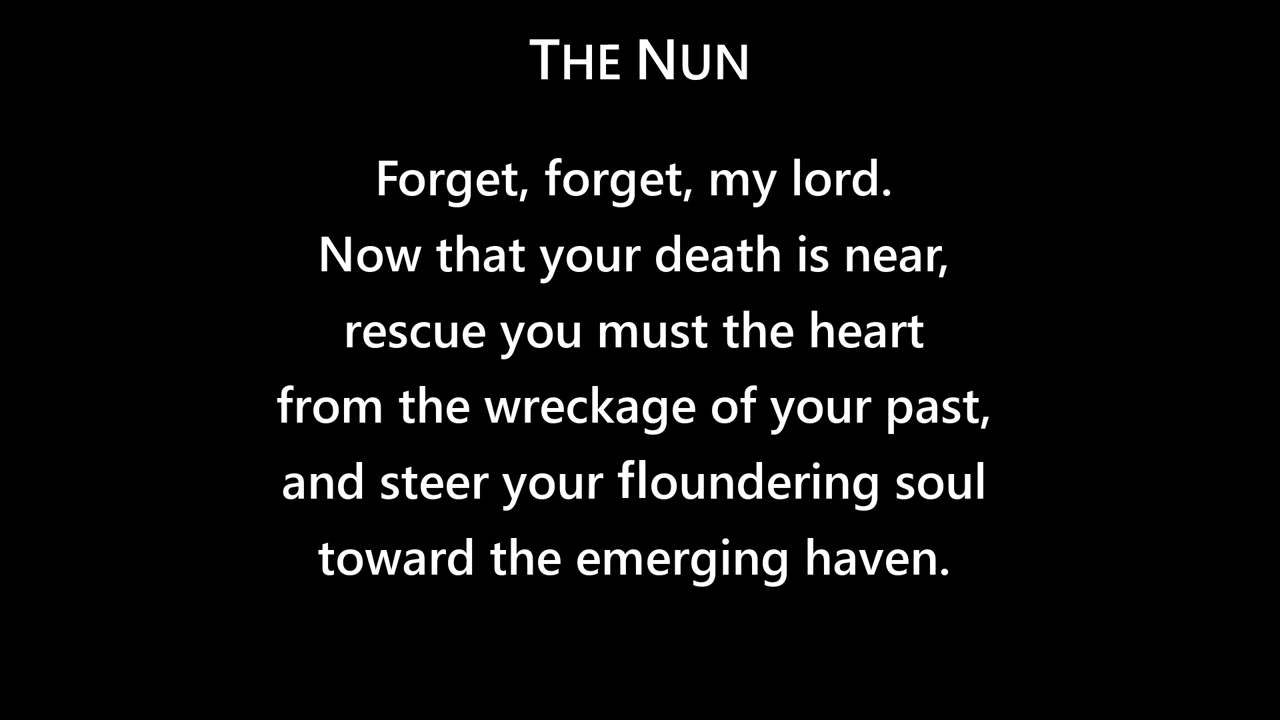 THE NUN
Forget, forget, my lord.
Now that your death is near,
rescue you must the heart
from the wreckage of your past,
and steer your floundering soul
toward the emerging haven.